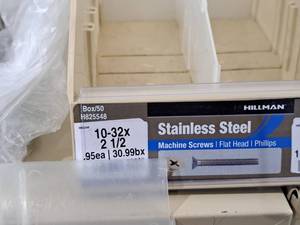 Box/50
H825548
HILLMAN
10-32x
2 1/2
.95ea | 30.99bx
Stainless Steel
Machine Screws | Flat Head | Phillips